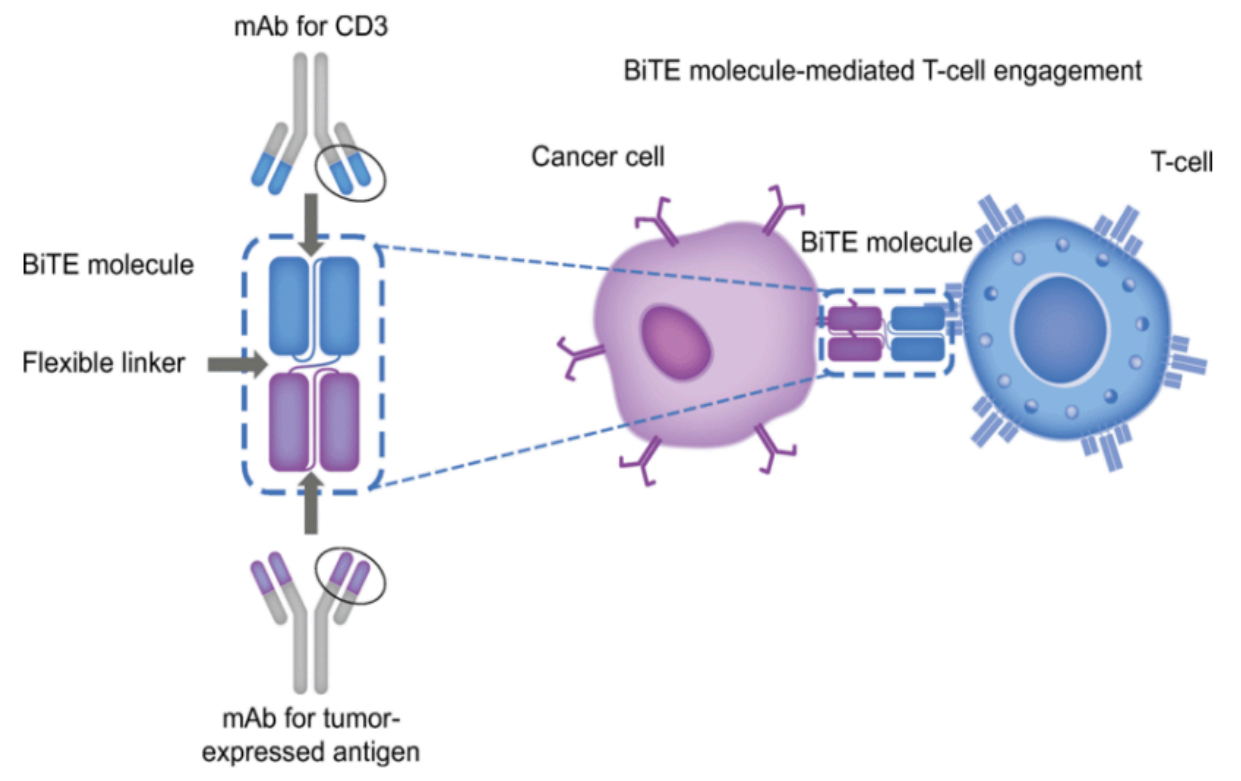 mAb for CD3
BiTE molecule-mediated T-cell engagement
Cancer cell
T-cell
BiTE molecule
BiTE molecule
Flexible linker
mAb for tumor-
expressed antigen